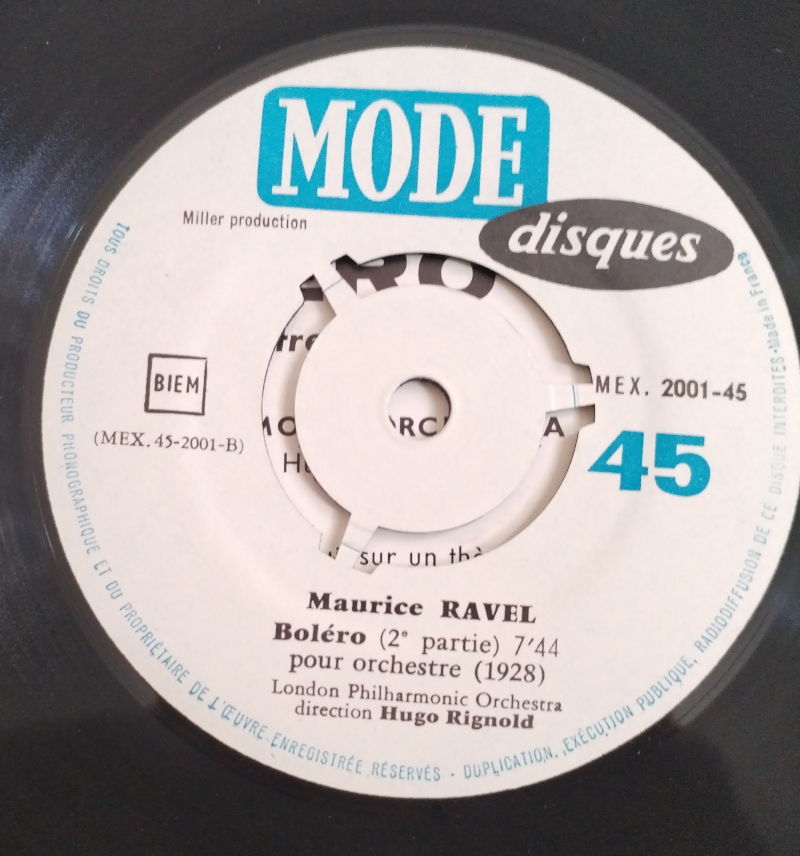 MODE
disques
Miller production
BIEM
(MEX. 45-2001-B)
MEX. 2001-45
45
sur un
Maurice RAVEL
Boléro (2e partie) 7'44
pour orchestre (1928)
London Philharmonic Orchestra
direction Hugo Rignold
TOUS DROITS DU PRODUCTEUR PHONOGRAPHIQUE ET DU PROPRIÉTAIRE DE L'ŒUVRE ENREGISTRÉE RÉSERVÉS - DUPLICATION, EXÉCUTION PUBLIQUE, RADIODIFFUSION DE CE DISQUE INTERDITES-Made in France